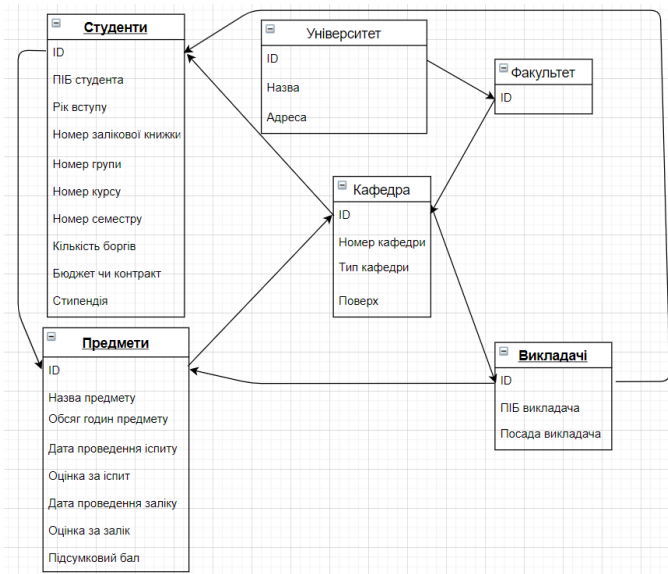 Студенти
ID
ПІБ студента
Рік вступу
Номер залікової книжки
Номер групи
Номер курсу
Номер семестру
Кількість боргів
Бюджет чи контракт
Стипендія
Університет
ID
Назва
Адреса
Факультет
ID
Кафедра
ID
Номер кафедри
Тип кафедри
Поверх
Предмети
ID
Назва предмету
Обсяг годин предмету
Дата проведення іспиту
Оцінка за іспит
Дата проведення заліку
Оцінка за залік
Підсумковий бал
Викладачі
ID
ПІБ викладача
Посада викладача